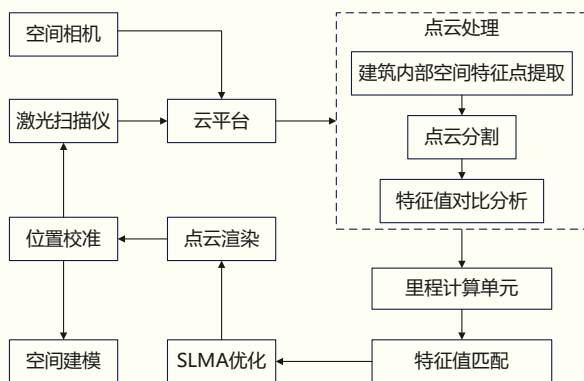 空间相机
点云处理
建筑内部空间特征点提取
激光扫描仪
云平台
点云分割
特征值对比分析
位置校准
点云渲染
里程计算单元
空间建模
SLMA优化
特征值匹配